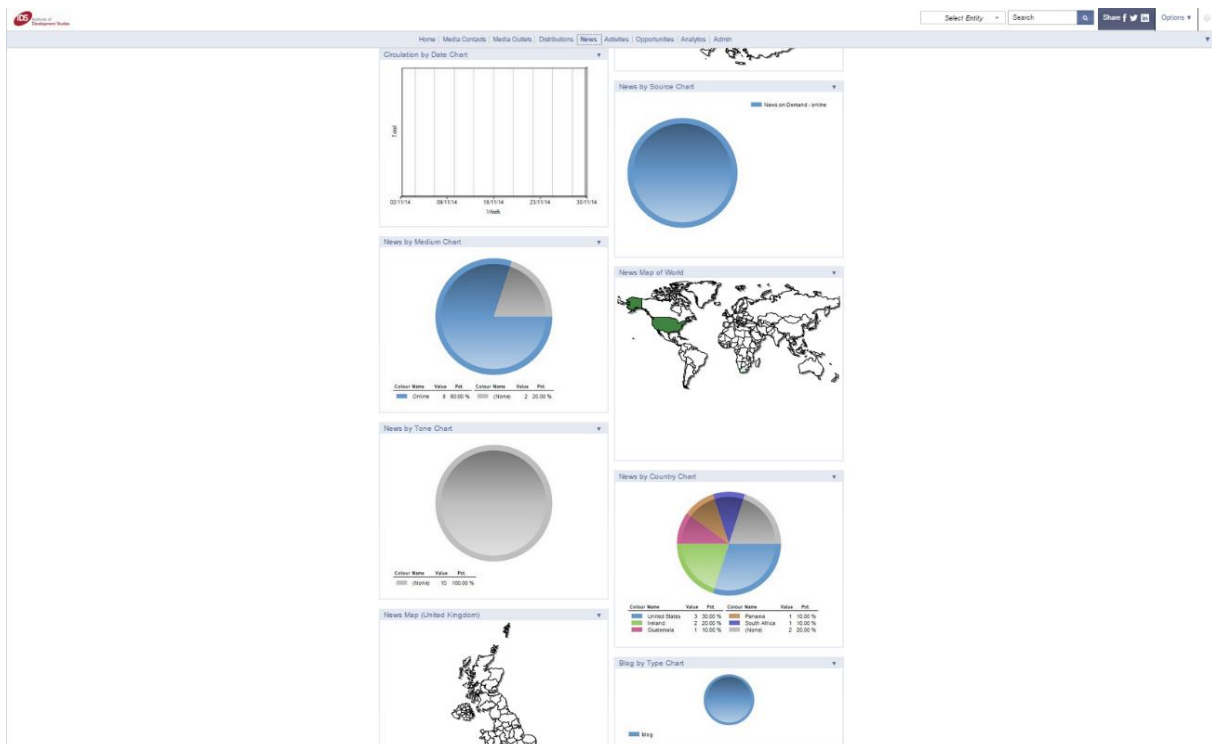 IDS Institute of
Development Studies
Select Entity
Search
Share
Options
Home | Media Contacts | Media Outlets | Distributions | News | Activities | Opportunities | Analytics | Admin
Circulation by Date Chart
Total
02/11/14 09/11/14 16/11/14 23/11/14 30/11/14
Week
News by Medium Chart
Colour Name Value Pct. Colour Name Value Pct.
Online 8 80.00 % (None) 2 20.00 %
News by Tone Chart
Colour Name Value Pct.
(None) 10 100.00 %
News Map (United Kingdom)
News by Source Chart
News on Demand - online
News Map of World
News by Country Chart
Colour Name Value Pct. Colour Name Value Pct.
United States 3 30.00 % Panama 1 10.00 %
Ireland 2 20.00 % South Africa 1 10.00 %
Guatemala 1 10.00 % (None) 2 20.00 %
Blog by Type Chart
blog